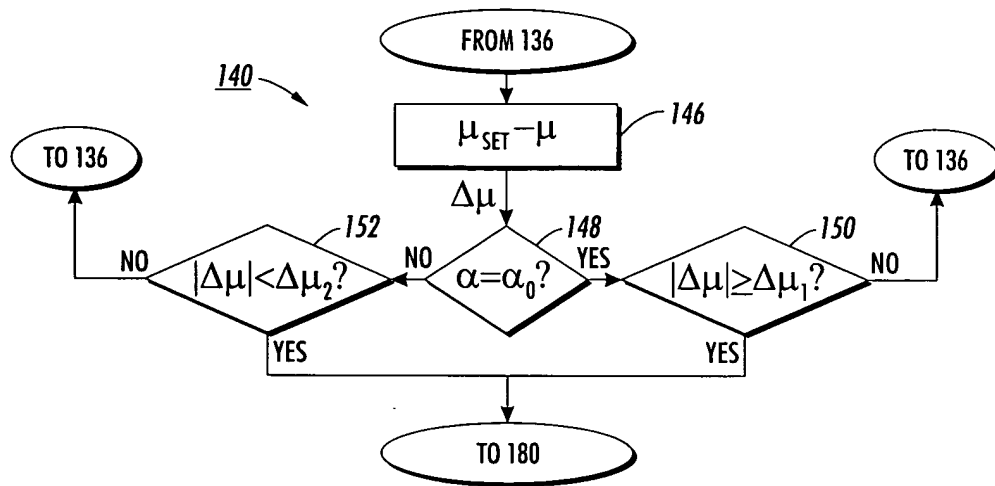 FROM 136
140
μSET−μ
146
TO 136
TO 136
Δμ
152
148
150
NO
|Δμ|<Δμ2?
NO
α=α0?
YES
|Δμ|≥Δμ1?
NO
YES
YES
TO 180